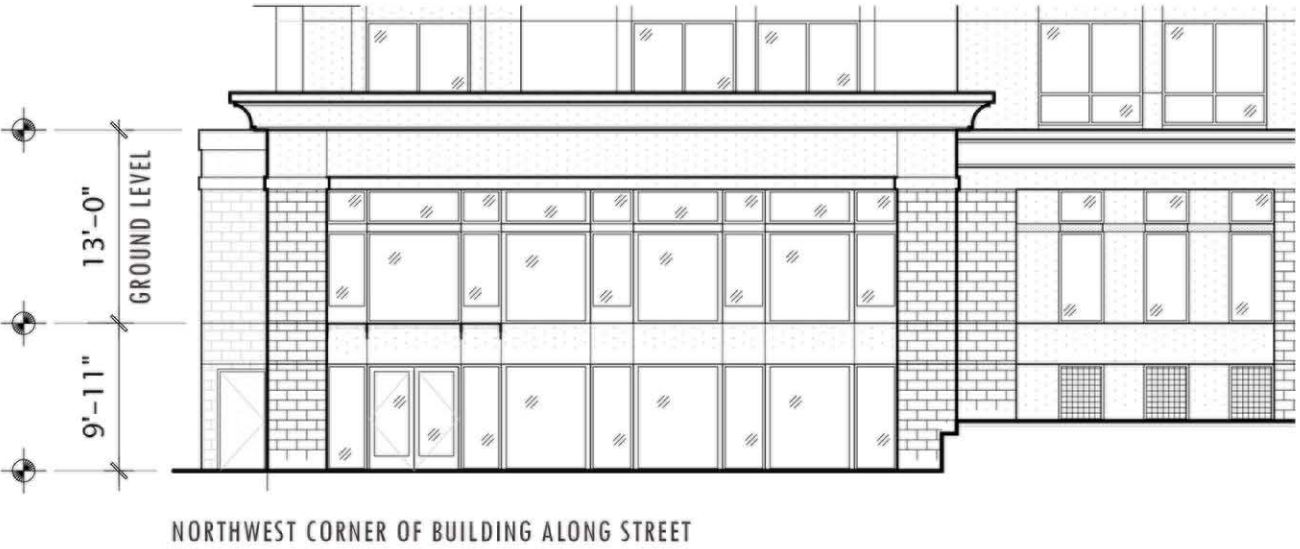 13'-0"
GROUND LEVEL
9'-11"
NORTHWEST CORNER OF BUILDING ALONG STREET